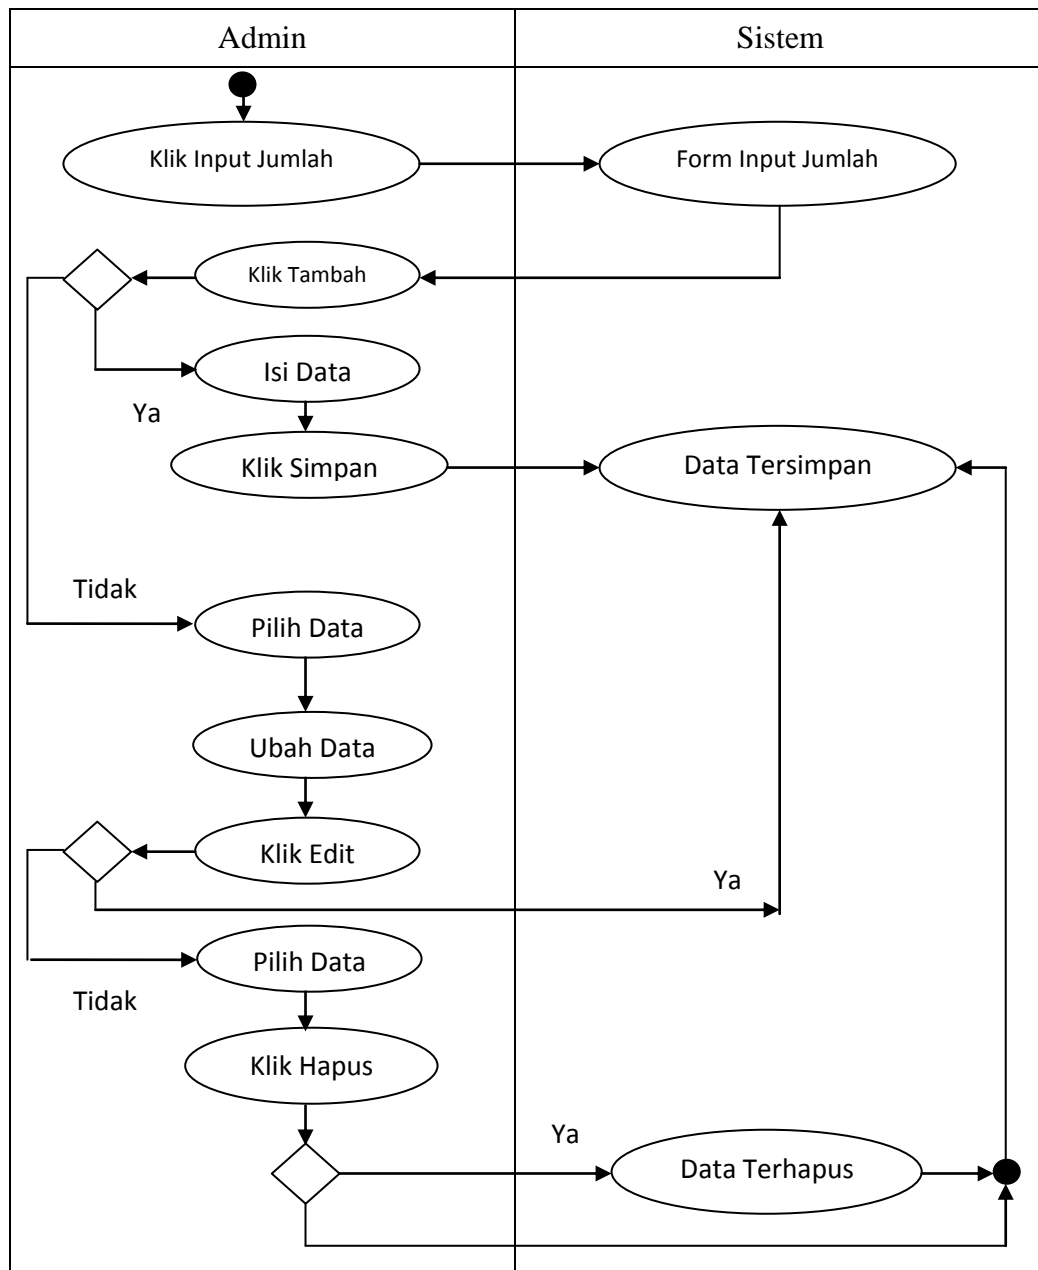 Admin
Sistem
Klik Input Jumlah
Form Input Jumlah
Klik Tambah
Isi Data
Ya
Klik Simpan
Data Tersimpan
Tidak
Pilih Data
Ubah Data
Klik Edit
Ya
Pilih Data
Tidak
Klik Hapus
Ya
Data Terhapus